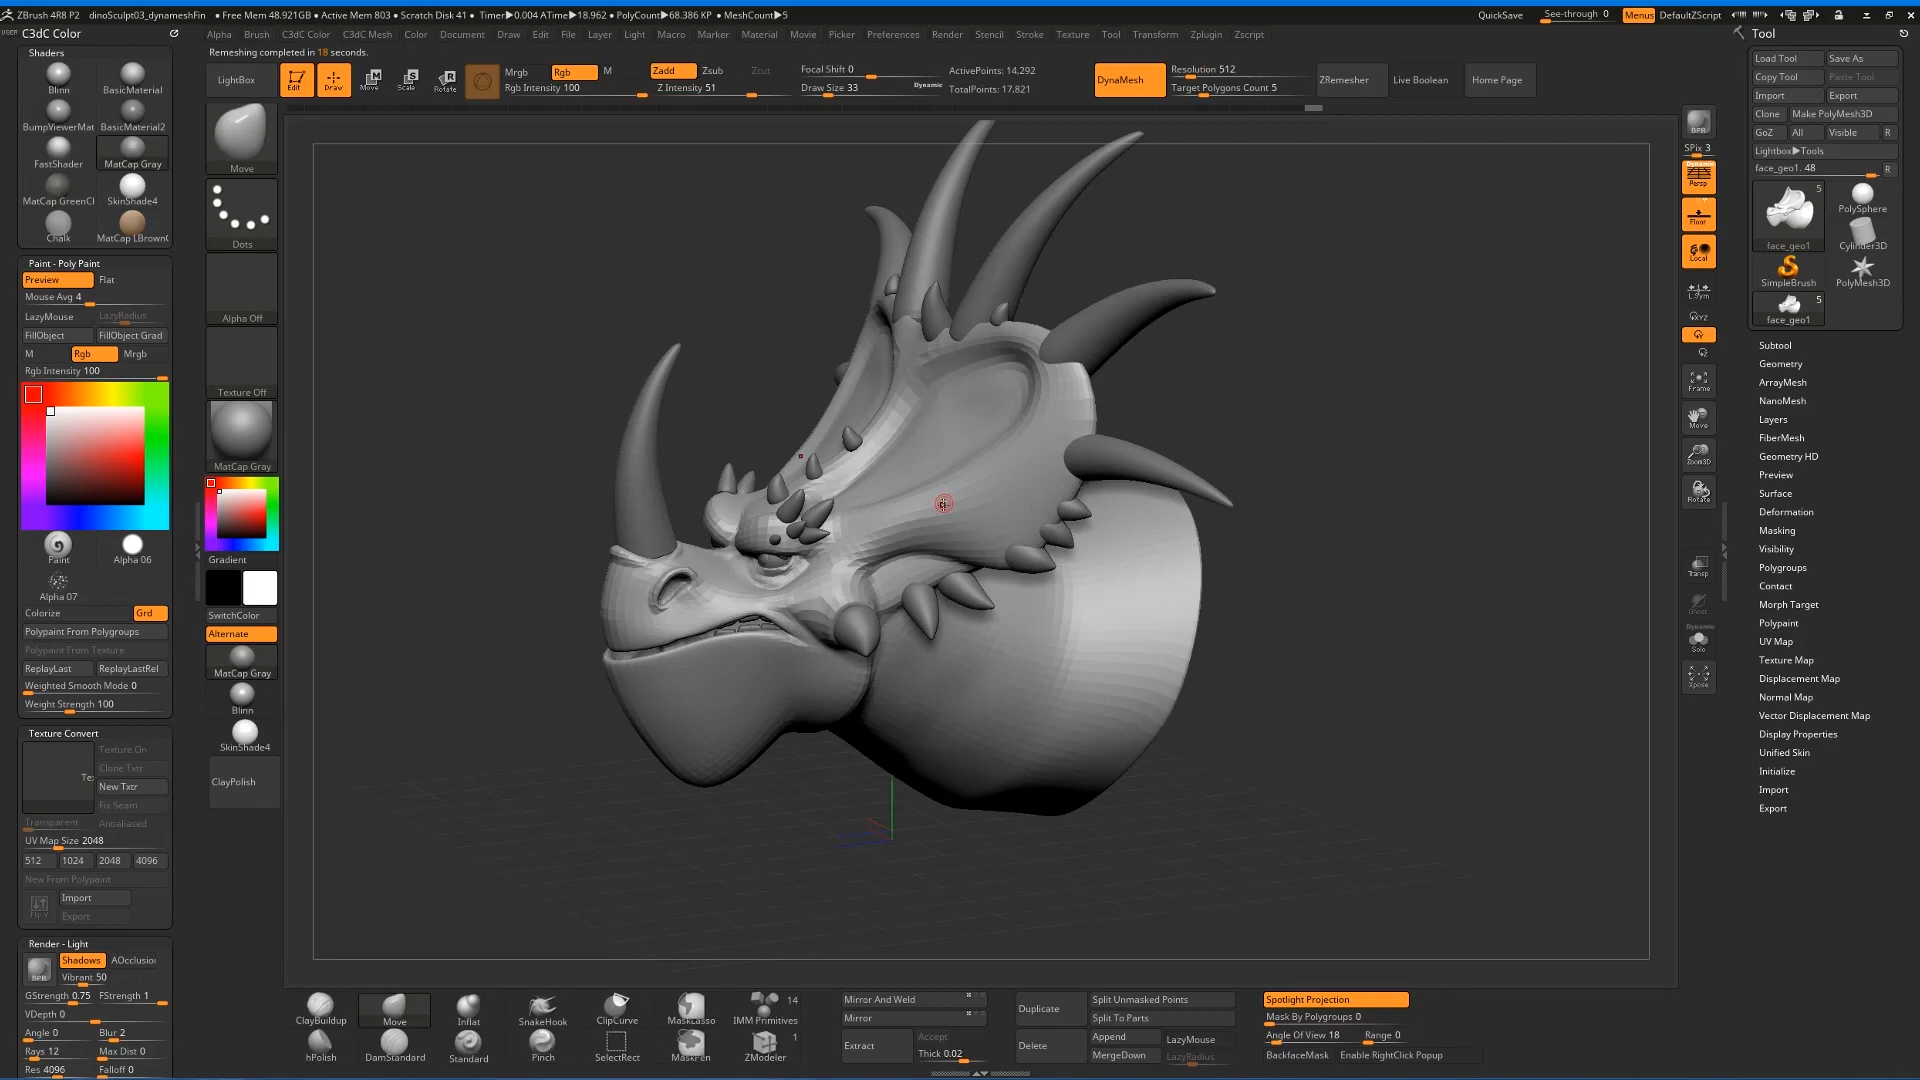 ZBrush 4R8 P2 dinoSculpt03_dynameshFin • Free Mem 48.921GB • Active Mem 803 • Scratch Disk 41 • Timer▶0.004 ATime▶18.962 • PolyCount▶68.386 KP • MeshCount▶5
QuickSave See-through 0 Menus DefaultZScript
USER C3dC Color
Alpha Brush C3dC Color C3dC Mesh Color Document Draw Edit File Layer Light Macro Marker Material Movie Picker Preferences Render Stencil Stroke Texture Tool Transform Zplugin Zscript
Tool
Remeshing completed in 18 seconds.
LightBox Edit Draw Move Scale Rotate
Mrgb Rgb M
Rgb Intensity 100
Zadd Zsub Zcut
Z Intensity 51
Focal Shift 0
Draw Size 33 Dynamic
ActivePoints: 14,292
TotalPoints: 17,821
DynaMesh
Resolution 512
Target Polygons Count 5
ZRemesher Live Boolean Home Page
Shaders
Blinn BasicMaterial
BumpViewerMat BasicMaterial2
FastShader MatCap Gray
MatCap GreenCl SkinShade4
Chalk MatCap LBrownC
Paint - Poly Paint
Preview Flat
Mouse Avg 4
LazyMouse LazyRadius
FillObject FillObject Grad
M Rgb Mrgb
Rgb Intensity 100
Paint Alpha 06
Alpha 07
Colorize Grd
Polypaint From Polygroups
Polypaint From Texture
ReplayLast ReplayLastRel
Weighted Smooth Mode 0
Weight Strength 100
Texture Convert
Tex Texture On
Clone Txtr
New Txtr
Fix Seam
Transparent Antialiased
UV Map Size 2048
512 1024 2048 4096
New From Polypaint
Flip V Import
Export
Render - Light
BPR Shadows AOcclusion
Vibrant 50
GStrength 0.75 FStrength 1
VDepth 0
Angle 0 Blur 2
Rays 12 Max Dist 0
Res 4096 Falloff 0
Move
Dots
Alpha Off
Texture Off
MatCap Gray
Gradient
SwitchColor
Alternate
MatCap Gray
Blinn
SkinShade4
ClayPolish
BPR
SPix 3
Dynamic
Persp
Floor
Local
L.Sym
XYZ
Frame
Move
Zoom3D
Rotate
Transp
Ghost
Dynamic
Solo
Xpose
Load Tool Save As
Copy Tool Paste Tool
Import Export
Clone Make PolyMesh3D
GoZ All Visible R
Lightbox▶Tools
face_geo1. 48 R
5
face_geo1 PolySphere
Cylinder3D
SimpleBrush PolyMesh3D
5
face_geo1
Subtool
Geometry
ArrayMesh
NanoMesh
Layers
FiberMesh
Geometry HD
Preview
Surface
Deformation
Masking
Visibility
Polygroups
Contact
Morph Target
Polypaint
UV Map
Texture Map
Displacement Map
Normal Map
Vector Displacement Map
Display Properties
Unified Skin
Initialize
Import
Export
ClayBuildup Move Inflat SnakeHook ClipCurve MaskLasso IMM Primitives 14
hPolish DamStandard Standard Pinch SelectRect MaskPen ZModeler 1
Mirror And Weld
Mirror
Extract Accept
Thick 0.02
Duplicate
Delete
Split Unmasked Points
Split To Parts
Append LazyMouse
MergeDown LazyRadius
Spotlight Projection
Mask By Polygroups 0
Angle Of View 18 Range 0
BackfaceMask Enable RightClick Popup